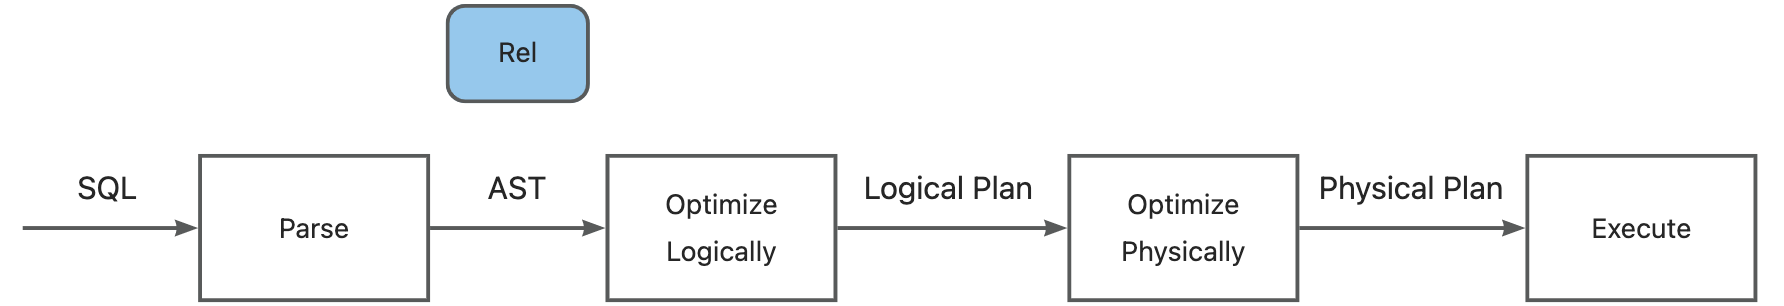 Rel
SQL
Parse
AST
Optimize
Logically
Logical Plan
Optimize
Physically
Physical Plan
Execute